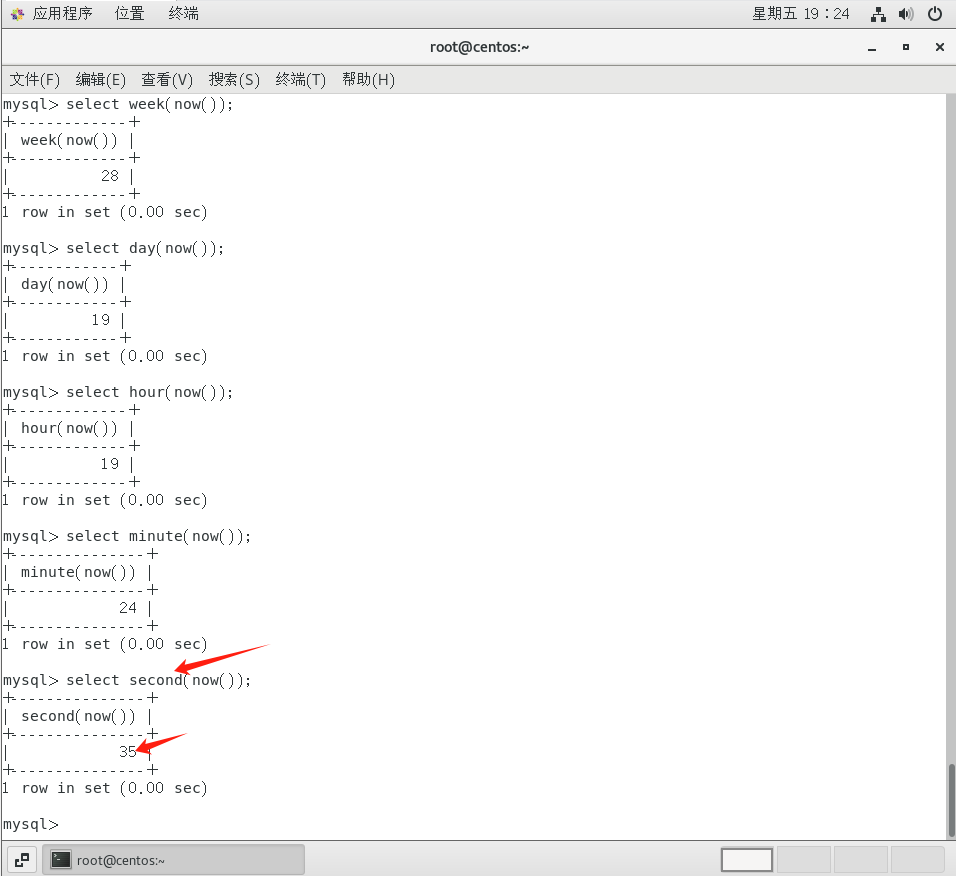 应用程序 位置 终端 星期五 19：24
root@centos:~
文件(F) 编辑(E) 查看(V) 搜索(S) 终端(T) 帮助(H)
mysql> select week(now());
+-------------+
| week(now()) |
+-------------+
|          28 |
+-------------+
1 row in set (0.00 sec)
mysql> select day(now());
+------------+
| day(now()) |
+------------+
|         19 |
+------------+
1 row in set (0.00 sec)
mysql> select hour(now());
+-------------+
| hour(now()) |
+-------------+
|          19 |
+-------------+
1 row in set (0.00 sec)
mysql> select minute(now());
+---------------+
| minute(now()) |
+---------------+
|            24 |
+---------------+
1 row in set (0.00 sec)
mysql> select second(now());
+---------------+
| second(now()) |
+---------------+
|            35 |
+---------------+
1 row in set (0.00 sec)
mysql>
root@centos:~